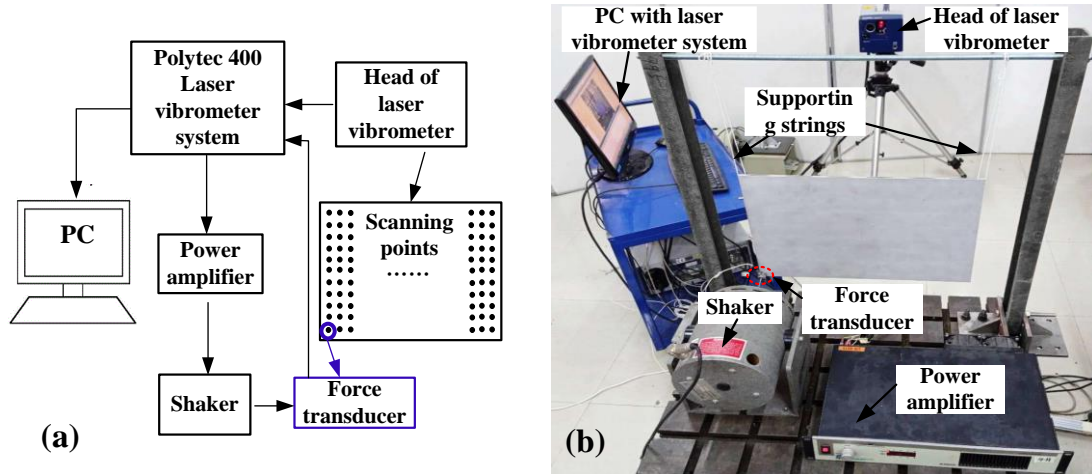 Polytec 400
Laser
vibrometer
system
Head of
laser
vibrometer
PC
Scanning
points
......
Power
amplifier
Shaker
Force
transducer
(a)
PC with laser
vibrometer system
Head of laser
vibrometer
Supportin
g strings
Shaker
Force
transducer
Power
amplifier
(b)